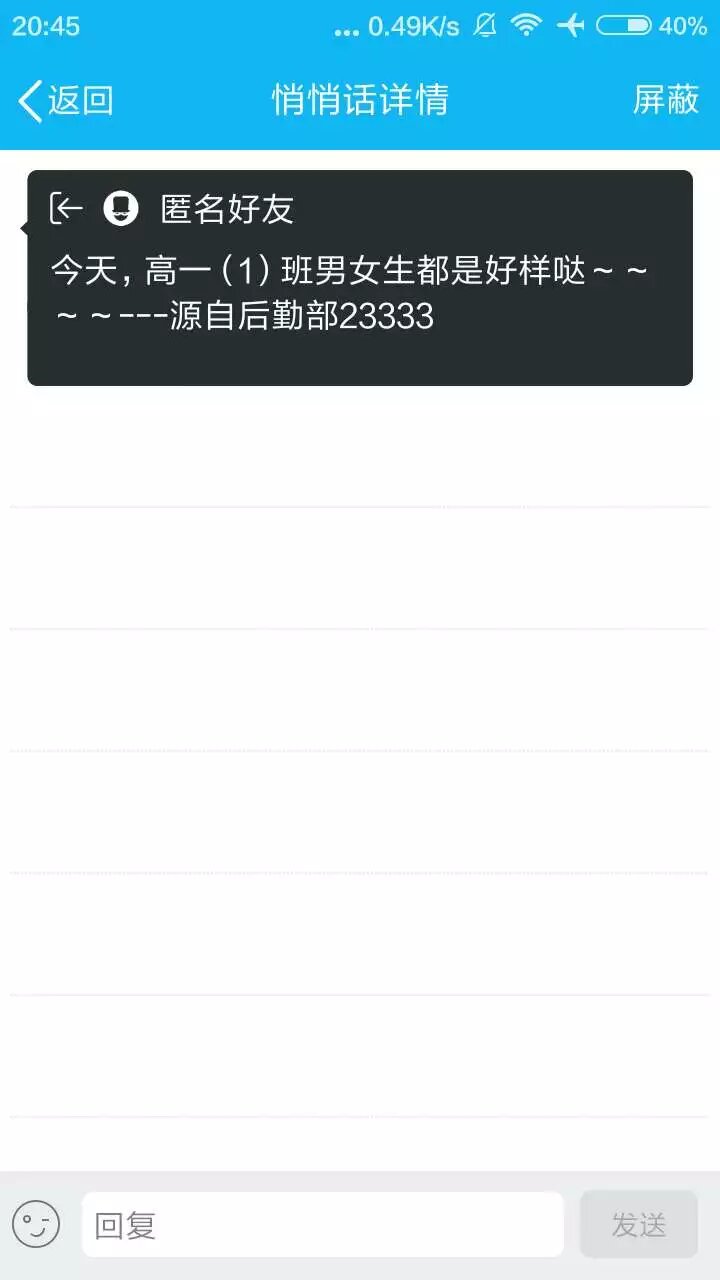 20:45 ... 0.49K/s 40%
返回 悄悄话详情 屏蔽
匿名好友
今天,高一(1)班男女生都是好样哒~~
~~---源自后勤部23333
回复 发送